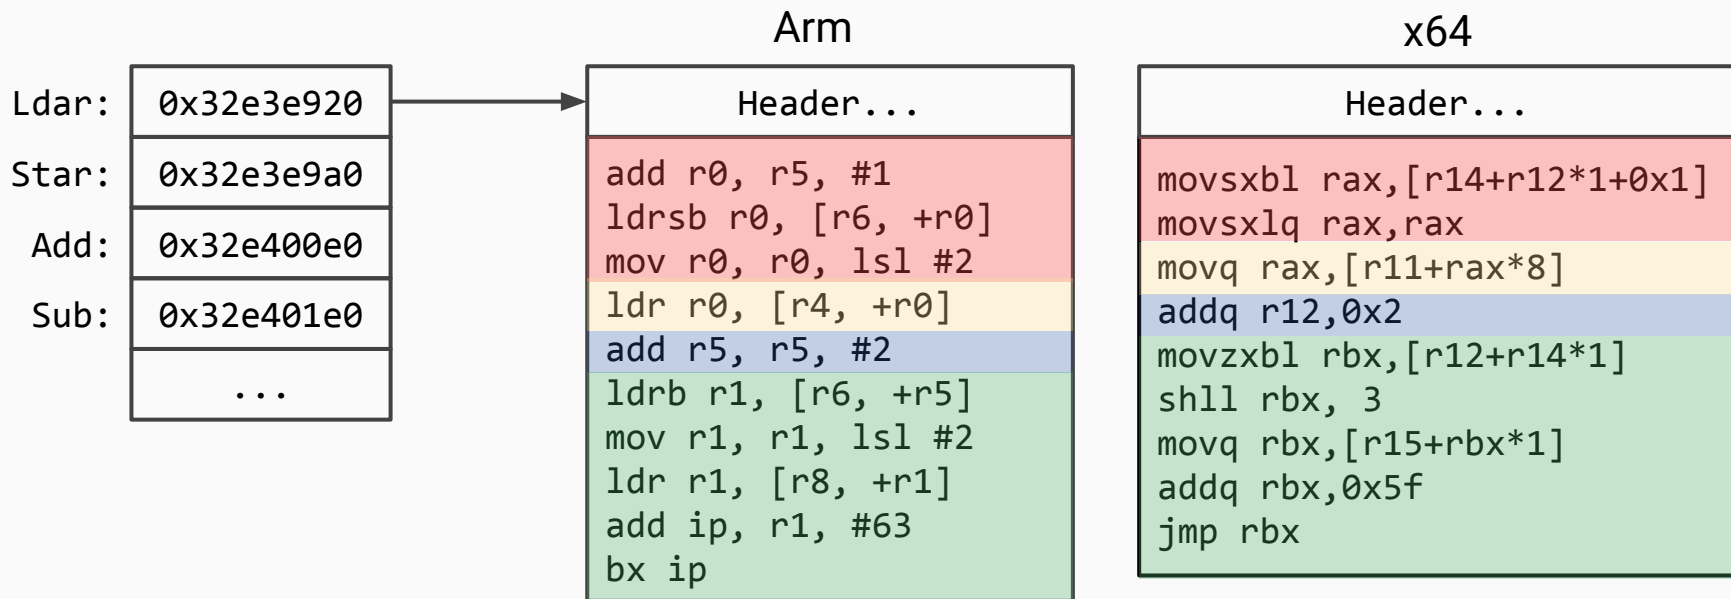 Arm
x64
Ldar: 0x32e3e920
Star: 0x32e3e9a0
Add: 0x32e400e0
Sub: 0x32e401e0
...
Header...
add r0, r5, #1
ldrsb r0, [r6, +r0]
mov r0, r0, lsl #2
ldr r0, [r4, +r0]
add r5, r5, #2
ldrb r1, [r6, +r5]
mov r1, r1, lsl #2
ldr r1, [r8, +r1]
add ip, r1, #63
bx ip
Header...
movsxbl rax,[r14+r12*1+0x1]
movsxlq rax,rax
movq rax,[r11+rax*8]
addq r12,0x2
movzxbl rbx,[r12+r14*1]
shll rbx, 3
movq rbx,[r15+rbx*1]
addq rbx,0x5f
jmp rbx